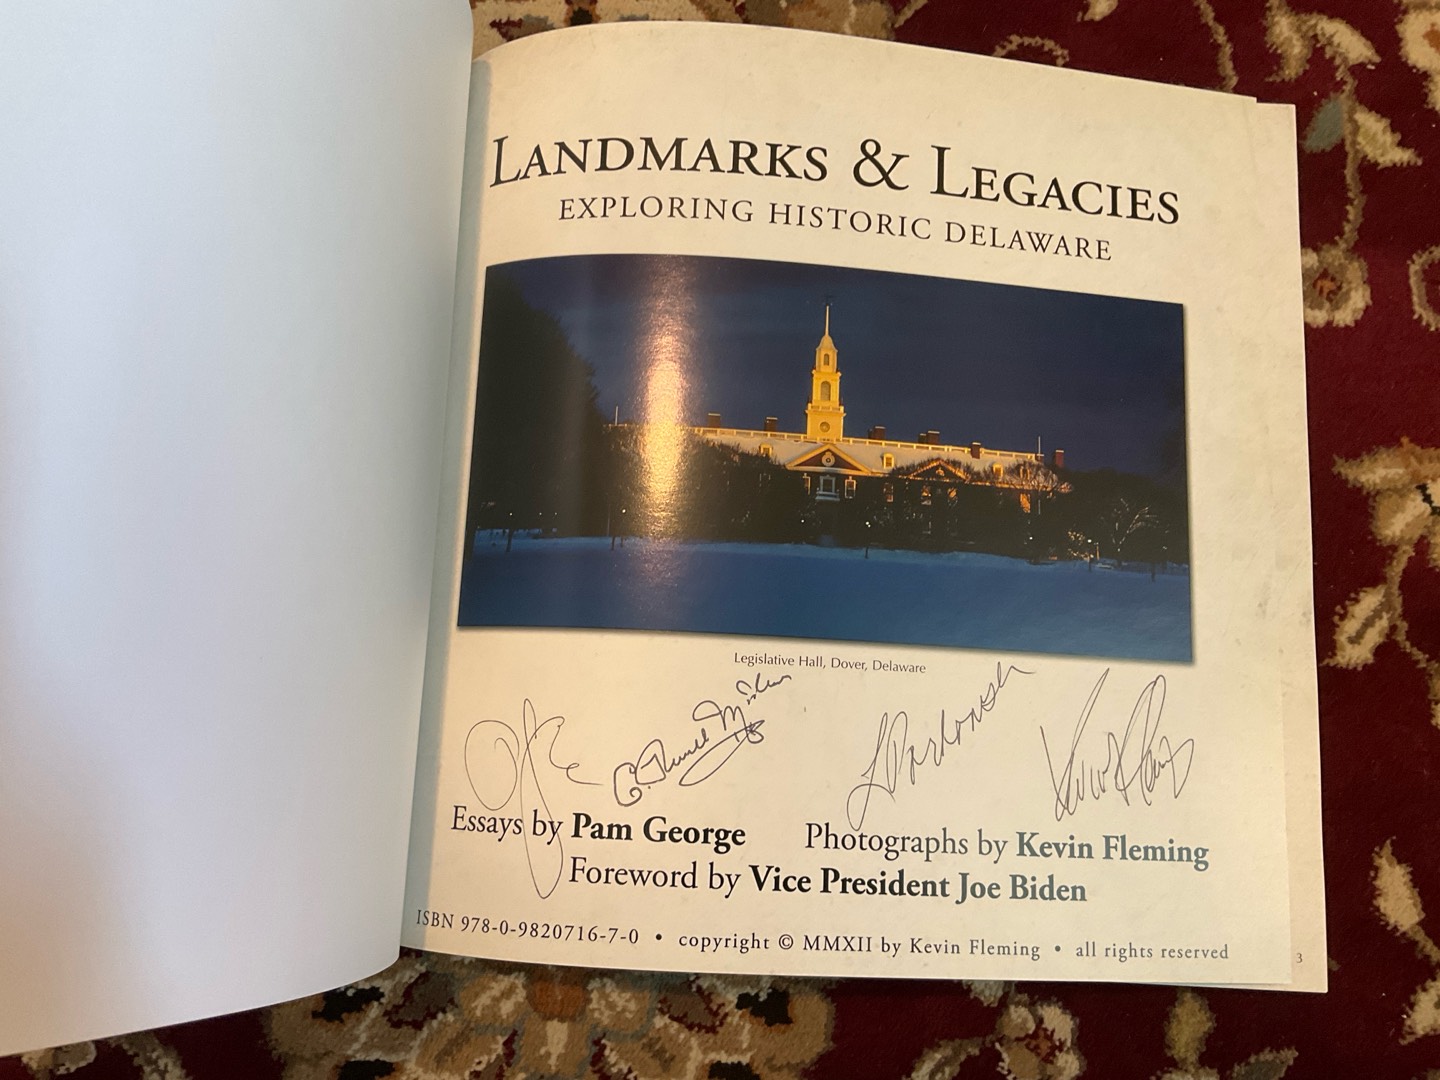 LANDMARKS & LEGACIES
EXPLORING HISTORIC DELAWARE
Legislative Hall, Dover, Delaware
Essays by Pam George
Photographs by Kevin Fleming
Foreword by Vice President Joe Biden
ISBN 978-0-9820716-7-0 • copyright © MMXII by Kevin Fleming • all rights reserved
3